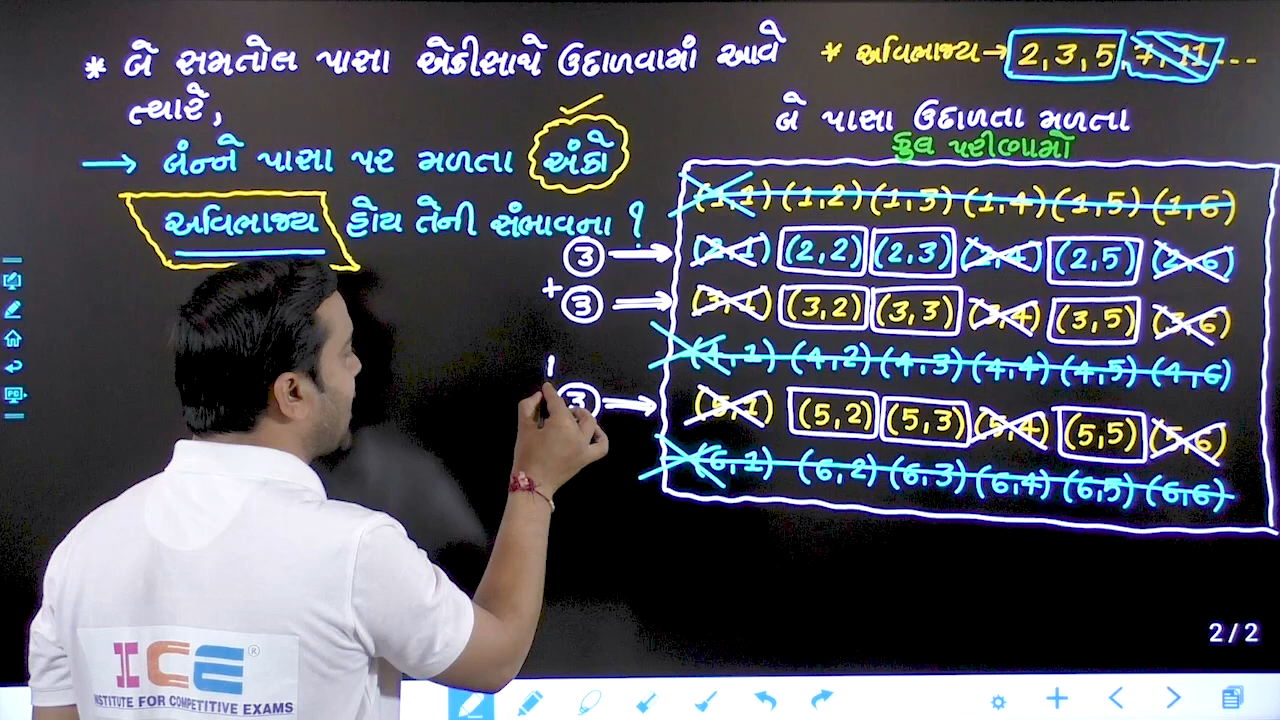 * બે સમતોલ પાસા એકીસાથે ઉછાળવામાં આવે
ત્યારે,
→ બંન્ને પાસા પર મળતા અંકો
અવિભાજ્ય હોય તેની સંભાવના ?
* અવિભાજ્ય → 2, 3, 5, 7, 11 ...
બે પાસા ઉછાળતા મળતા
કુલ પરીણામો
(1,1) (1,2) (1,3) (1,4) (1,5) (1,6)
3 → (2,1) (2,2) (2,3) (2,4) (2,5) (2,6)
+ 3 → (3,1) (3,2) (3,3) (3,4) (3,5) (3,6)
(4,1) (4,2) (4,3) (4,4) (4,5) (4,6)
3 → (5,1) (5,2) (5,3) (5,4) (5,5) (5,6)
(6,1) (6,2) (6,3) (6,4) (6,5) (6,6)
2/2
ICE®
INSTITUTE FOR COMPETITIVE EXAMS
PD